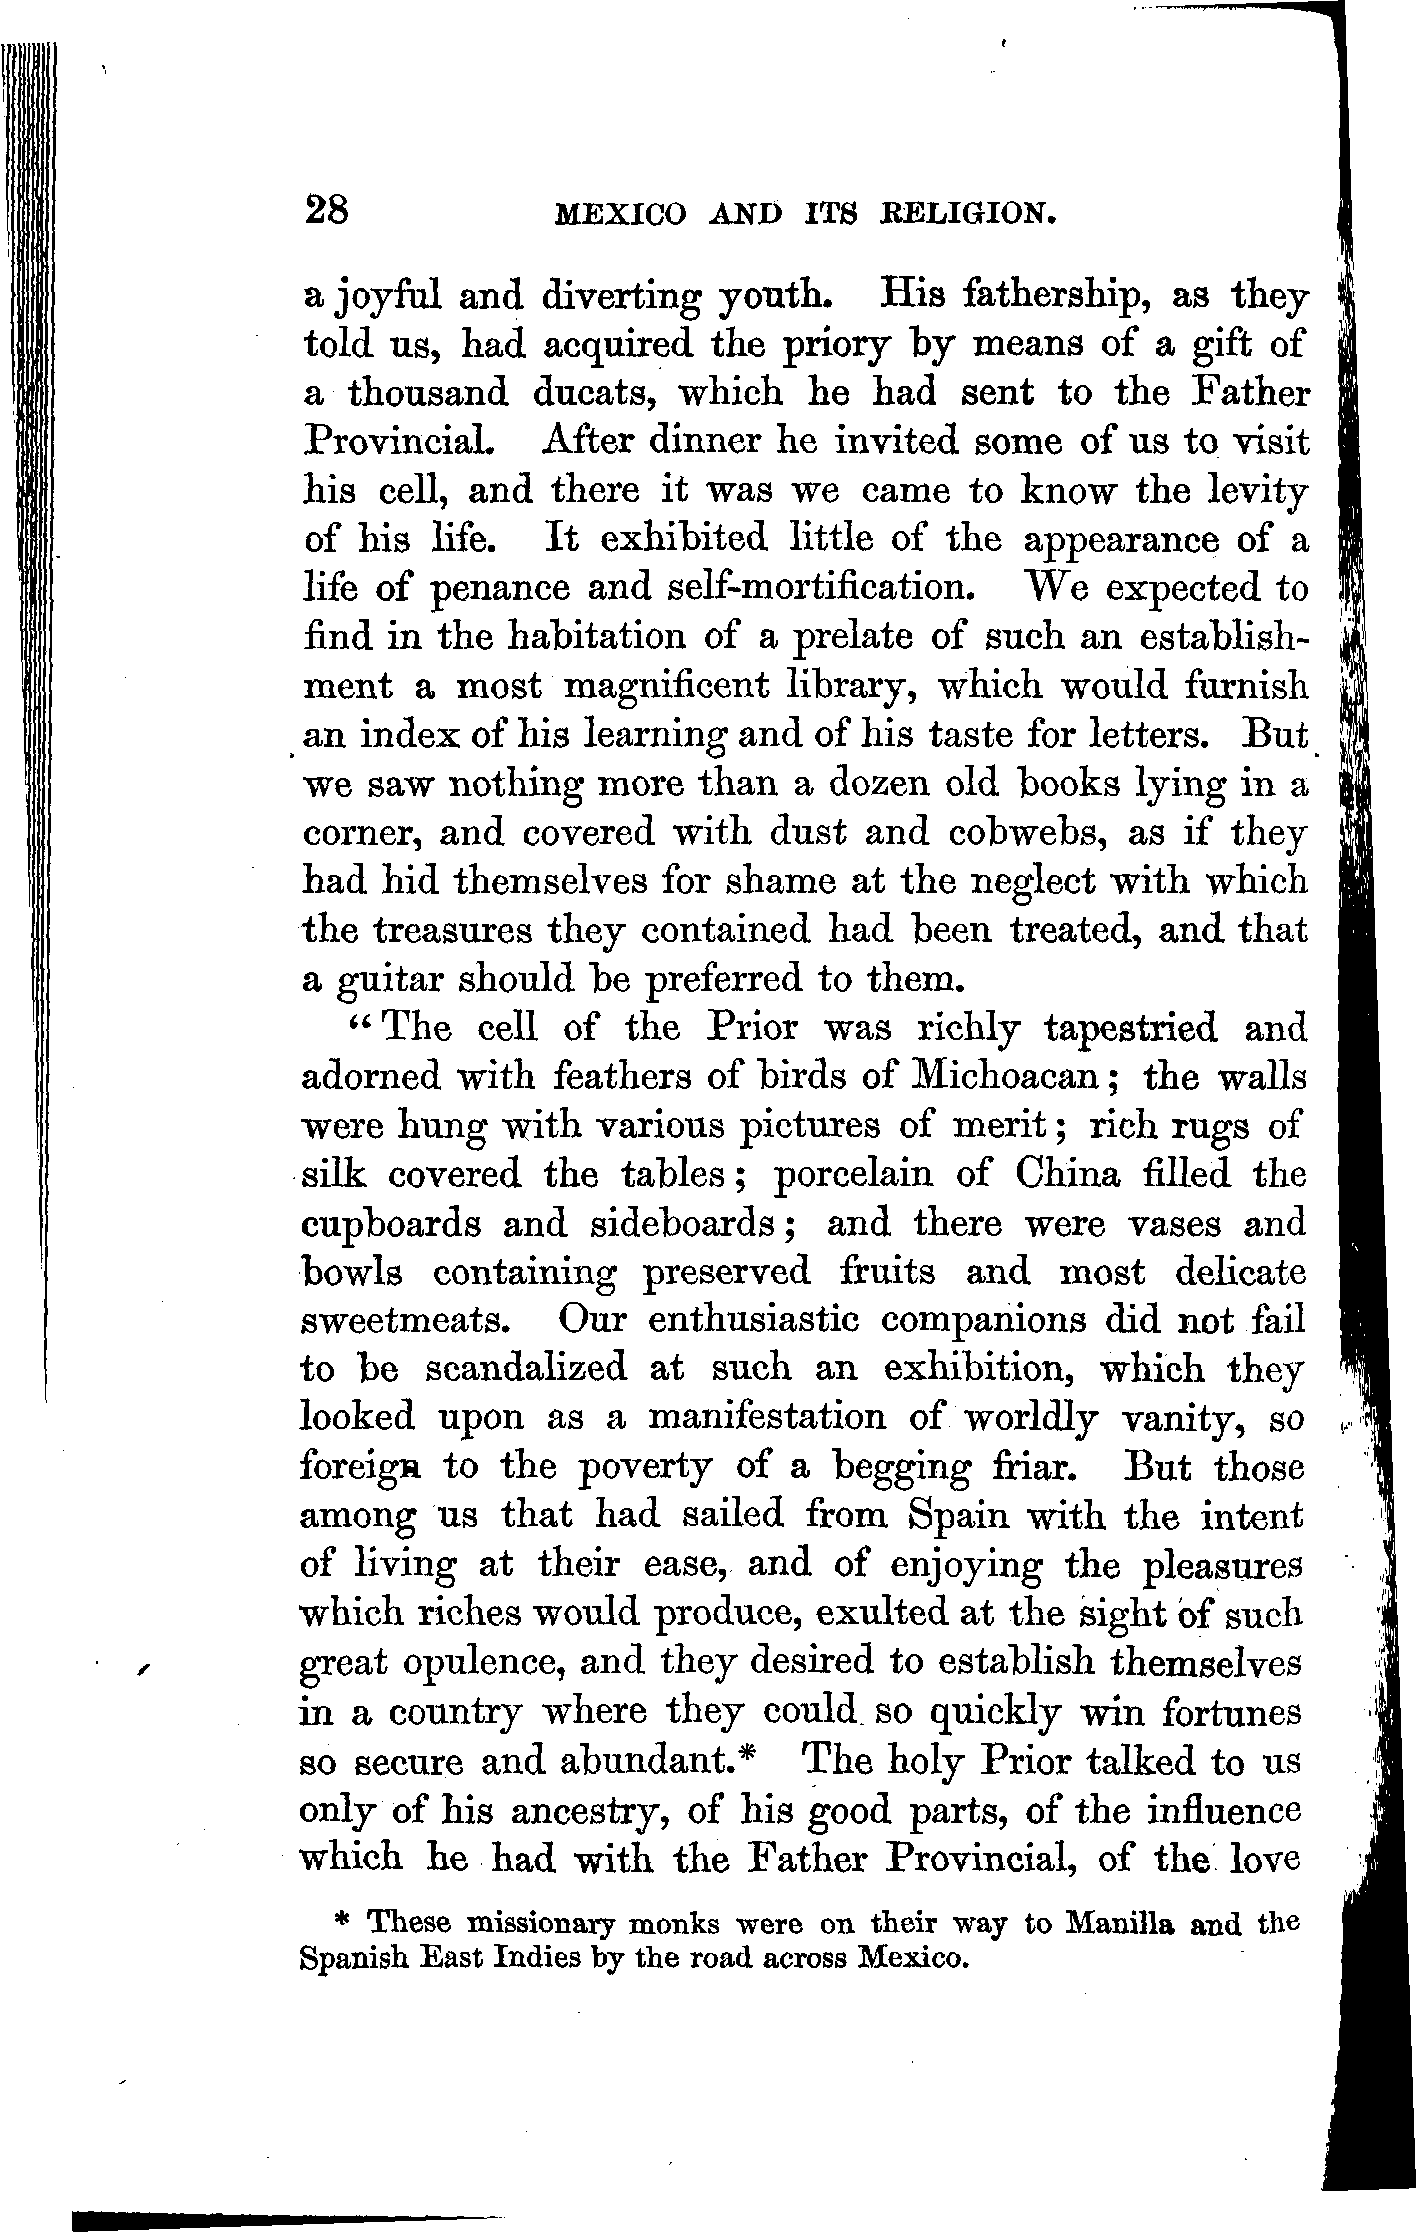 28 MEXICO AND ITS RELIGION.
a joyful and diverting youth. His fathership, as they
told us, had acquired the priory by means of a gift of
a thousand ducats, which he had sent to the Father
Provincial. After dinner he invited some of us to visit
his cell, and there it was we came to know the levity
of his life. It exhibited little of the appearance of a
life of penance and self-mortification. We expected to
find in the habitation of a prelate of such an establish-
ment a most magnificent library, which would furnish
an index of his learning and of his taste for letters. But
we saw nothing more than a dozen old books lying in a
corner, and covered with dust and cobwebs, as if they
had hid themselves for shame at the neglect with which
the treasures they contained had been treated, and that
a guitar should be preferred to them.
“The cell of the Prior was richly tapestried and
adorned with feathers of birds of Michoacan; the walls
were hung with various pictures of merit; rich rugs of
silk covered the tables; porcelain of China filled the
cupboards and sideboards; and there were vases and
bowls containing preserved fruits and most delicate
sweetmeats. Our enthusiastic companions did not fail
to be scandalized at such an exhibition, which they
looked upon as a manifestation of worldly vanity, so
foreign to the poverty of a begging friar. But those
among us that had sailed from Spain with the intent
of living at their ease, and of enjoying the pleasures
which riches would produce, exulted at the sight of such
great opulence, and they desired to establish themselves
in a country where they could so quickly win fortunes
so secure and abundant.* The holy Prior talked to us
only of his ancestry, of his good parts, of the influence
which he had with the Father Provincial, of the love
* These missionary monks were on their way to Manilla and the
Spanish East Indies by the road across Mexico.